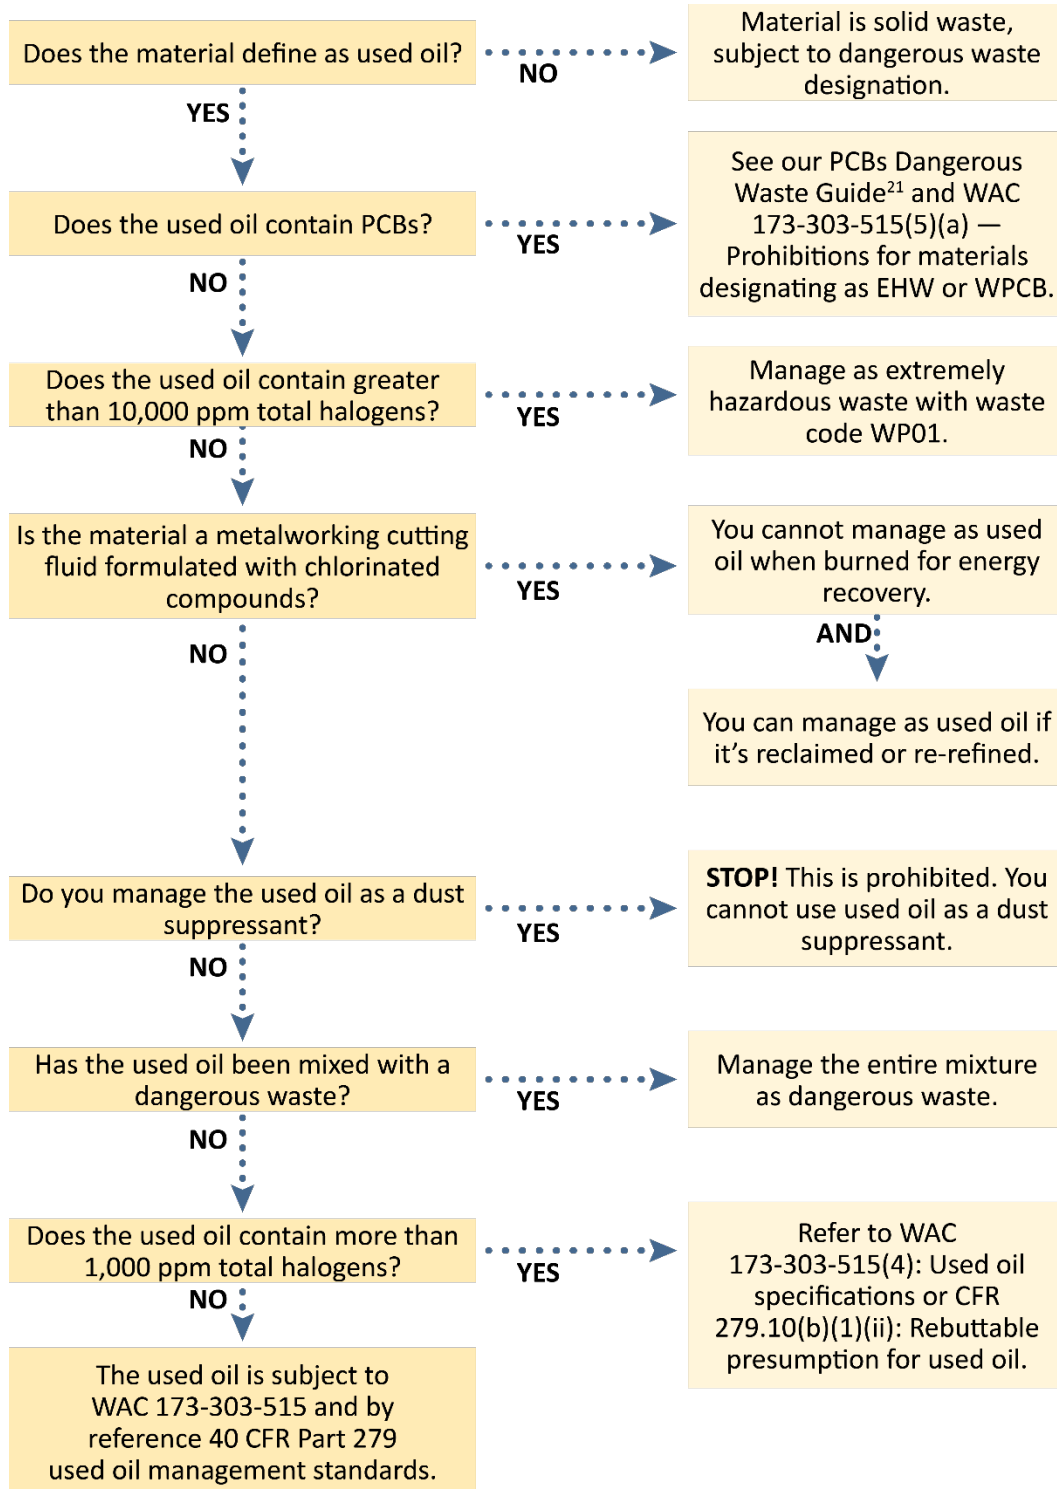 Does the material define as used oil?
NO
Material is solid waste,
subject to dangerous waste
designation.
YES
Does the used oil contain PCBs?
YES
See our PCBs Dangerous
Waste Guide²¹ and WAC
173-303-515(5)(a) —
Prohibitions for materials
designating as EHW or WPCB.
NO
Does the used oil contain greater
than 10,000 ppm total halogens?
YES
Manage as extremely
hazardous waste with waste
code WP01.
NO
Is the material a metalworking cutting
fluid formulated with chlorinated
compounds?
YES
You cannot manage as used
oil when burned for energy
recovery.
AND
You can manage as used oil if
it’s reclaimed or re-refined.
NO
Do you manage the used oil as a dust
suppressant?
YES
STOP! This is prohibited. You
cannot use used oil as a dust
suppressant.
NO
Has the used oil been mixed with a
dangerous waste?
YES
Manage the entire mixture
as dangerous waste.
NO
Does the used oil contain more than
1,000 ppm total halogens?
YES
Refer to WAC
173-303-515(4): Used oil
specifications or CFR
279.10(b)(1)(ii): Rebuttable
presumption for used oil.
NO
The used oil is subject to
WAC 173-303-515 and by
reference 40 CFR Part 279
used oil management standards.